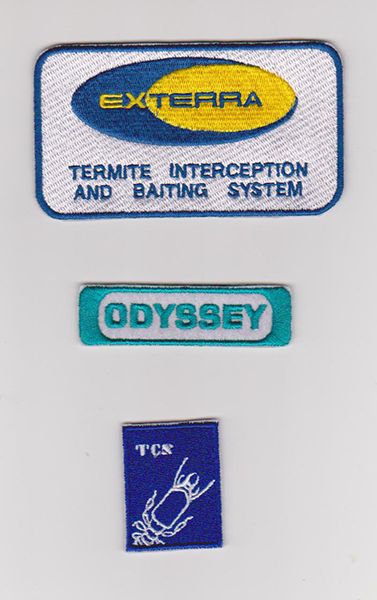 EXTERRA
TERMITE INTERCEPTION
AND BAITING SYSTEM
ODYSSEY
TCS